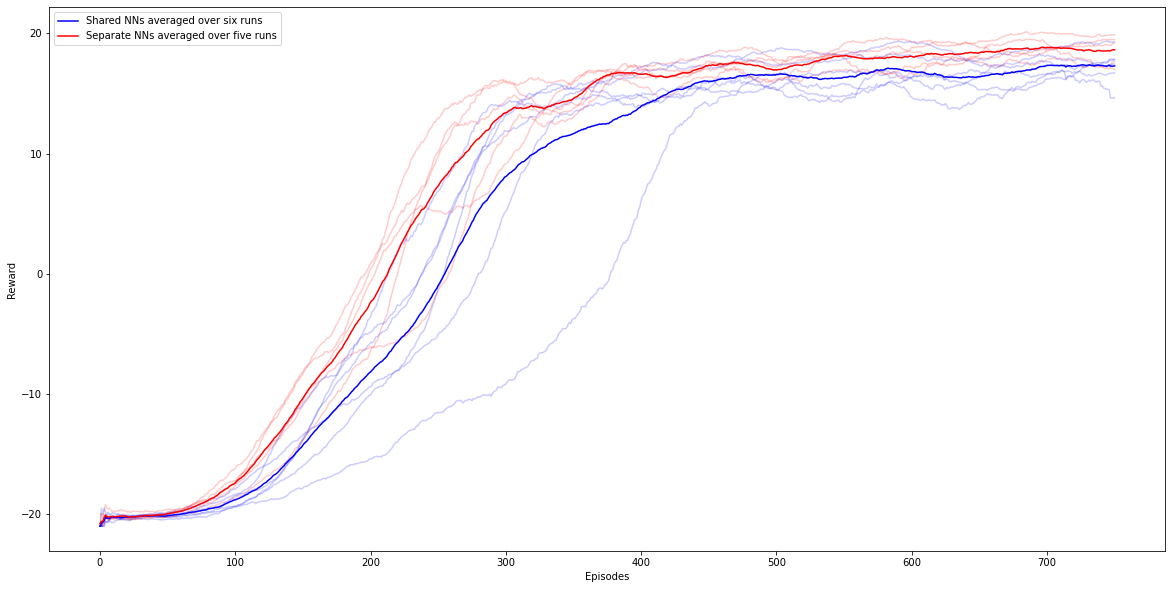 Shared NNs averaged over six runs
Separate NNs averaged over five runs
20
10
0
−10
−20
Reward
0 100 200 300 400 500 600 700
Episodes